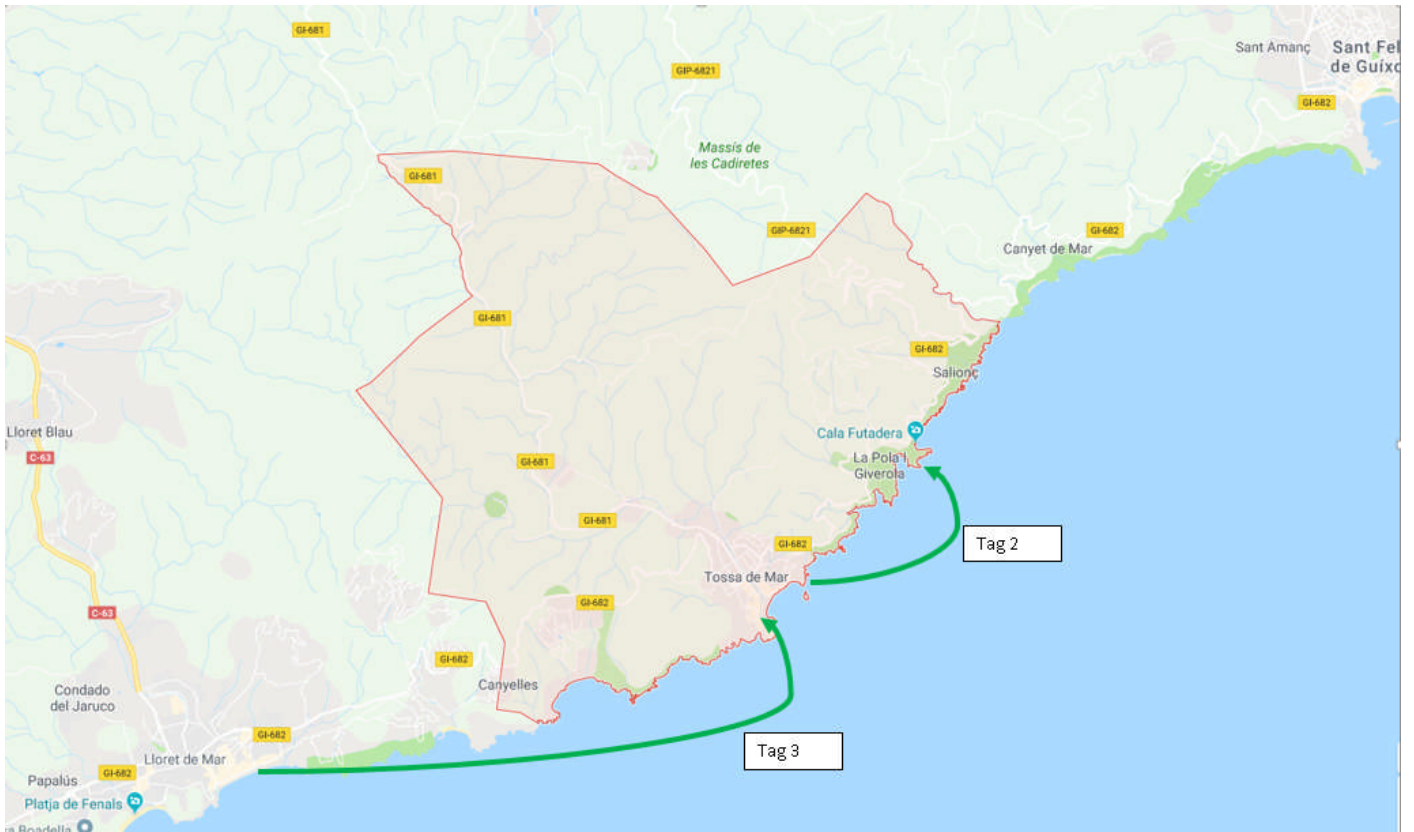 GI-681
Sant Amanç
Sant Fel
de Guíxo
GIP-6821
GI-682
Massís de
les Cadiretes
GI-681
GIP-6821
GI-682
Canyet de Mar
GI-681
GI-682
Salionç
Lloret Blau
Cala Futadera
C-63
GI-681
La Pola i
Giverola
GI-681
GI-682
Tag 2
Tossa de Mar
GI-682
C-63
GI-682
Canyelles
Condado
del Jaruco
GI-682
Tag 3
Lloret de Mar
GI-682
Papalús
Platja de Fenals
a Boadella